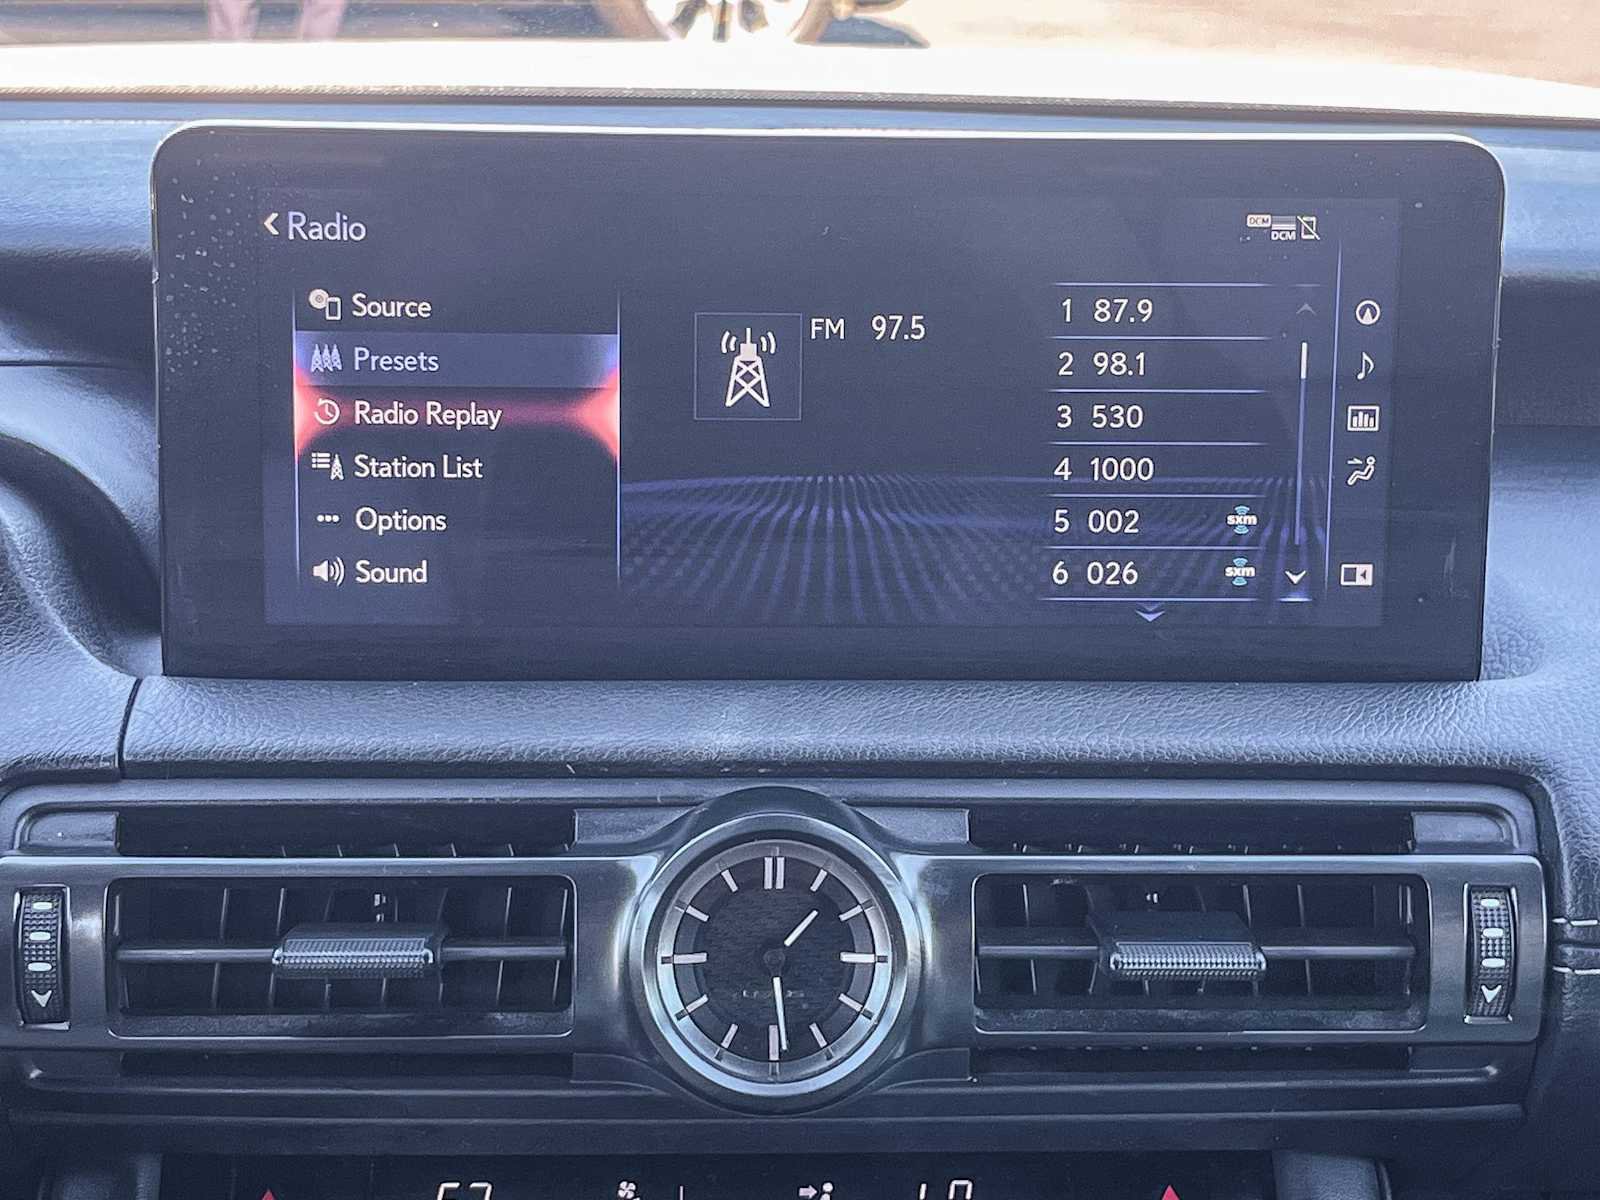 Radio
DCM
DCM
Source
Presets
Radio Replay
Station List
Options
Sound
FM 97.5
1 87.9
2 98.1
3 530
4 1000
5 002 sxm
6 026 sxm